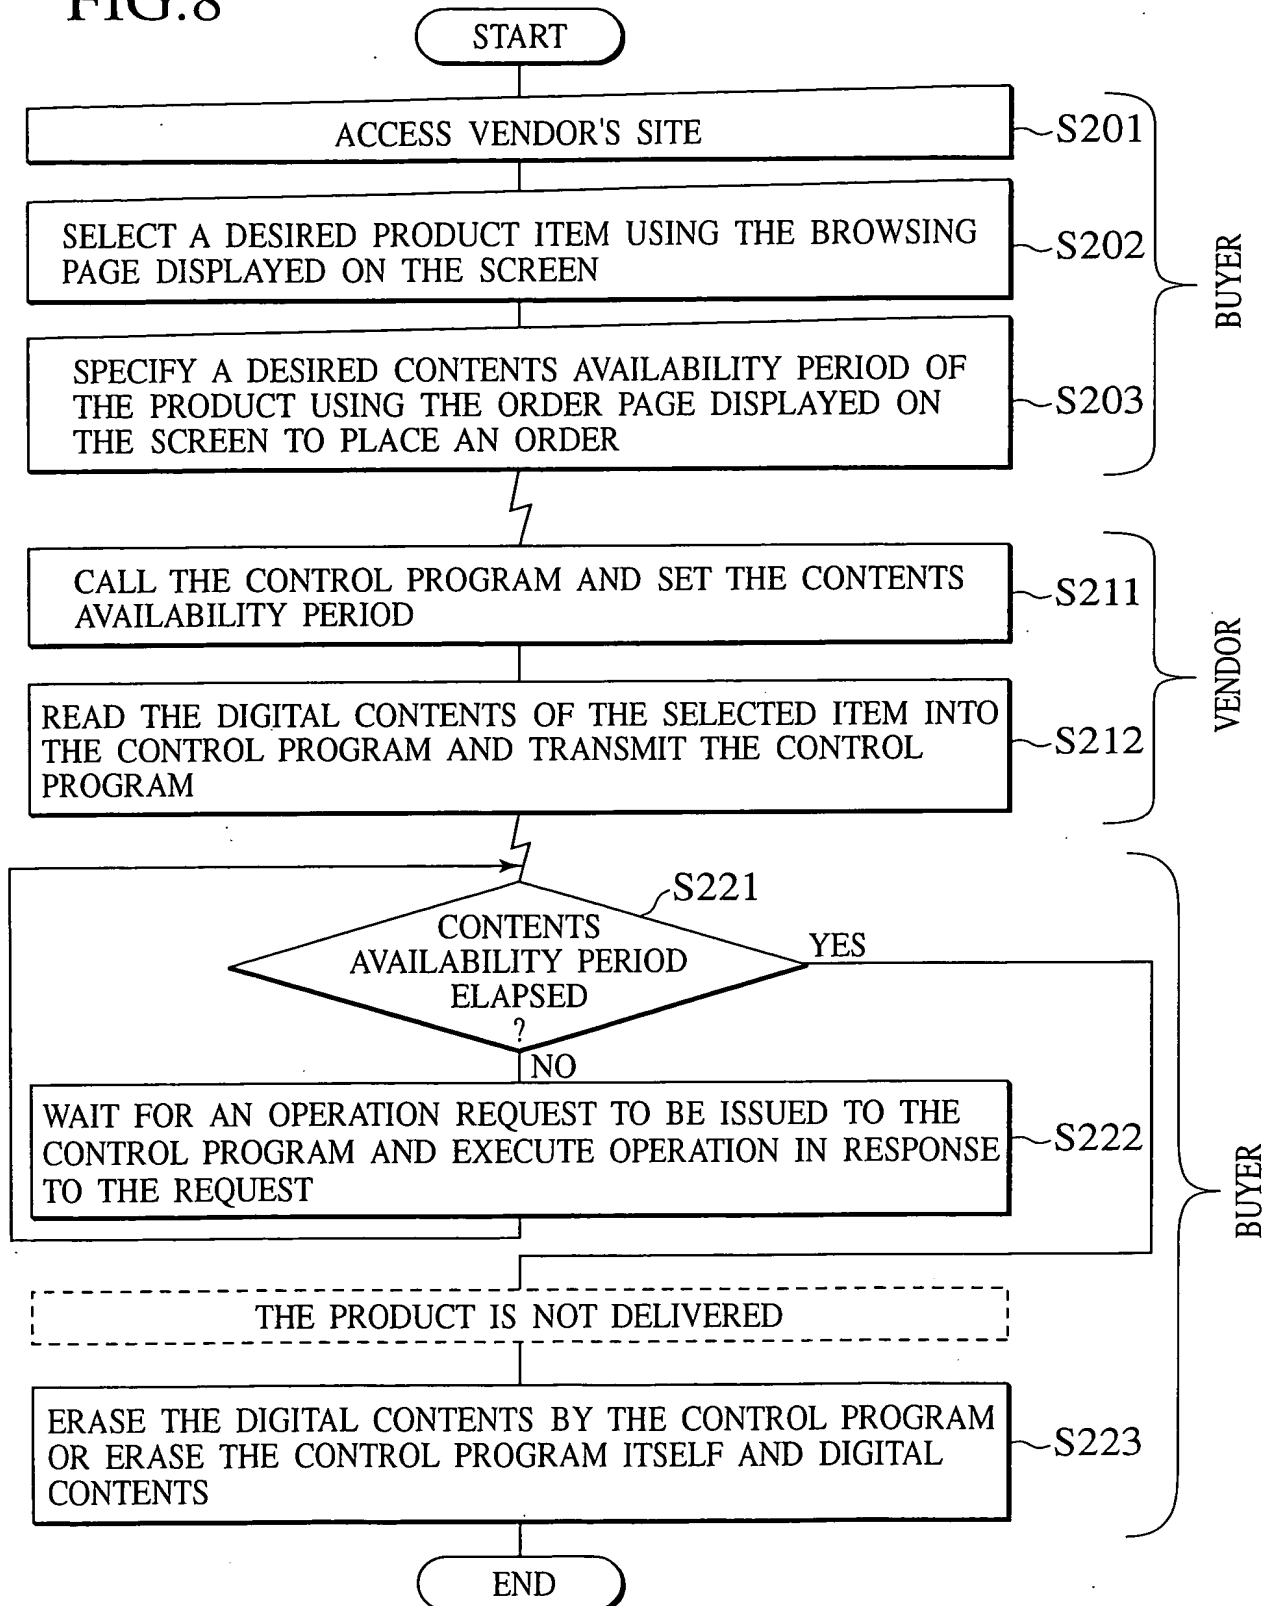 FIG.8
START
ACCESS VENDOR'S SITE
S201
SELECT A DESIRED PRODUCT ITEM USING THE BROWSING
PAGE DISPLAYED ON THE SCREEN
S202
SPECIFY A DESIRED CONTENTS AVAILABILITY PERIOD OF
THE PRODUCT USING THE ORDER PAGE DISPLAYED ON
THE SCREEN TO PLACE AN ORDER
S203
BUYER
CALL THE CONTROL PROGRAM AND SET THE CONTENTS
AVAILABILITY PERIOD
S211
READ THE DIGITAL CONTENTS OF THE SELECTED ITEM INTO
THE CONTROL PROGRAM AND TRANSMIT THE CONTROL
PROGRAM
S212
VENDOR
S221
CONTENTS
AVAILABILITY PERIOD
ELAPSED
?
YES
NO
WAIT FOR AN OPERATION REQUEST TO BE ISSUED TO THE
CONTROL PROGRAM AND EXECUTE OPERATION IN RESPONSE
TO THE REQUEST
S222
THE PRODUCT IS NOT DELIVERED
ERASE THE DIGITAL CONTENTS BY THE CONTROL PROGRAM
OR ERASE THE CONTROL PROGRAM ITSELF AND DIGITAL
CONTENTS
S223
BUYER
END